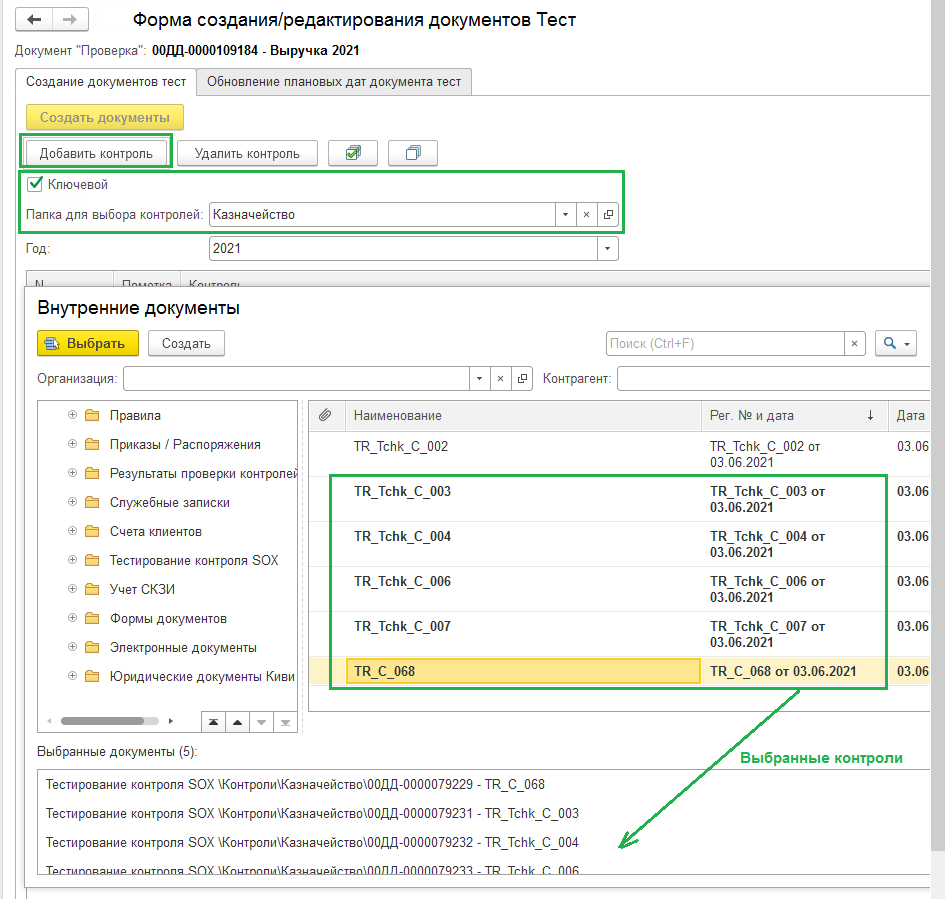 Форма создания/редактирования документов Тест
Документ "Проверка": 00ДД-0000109184 - Выручка 2021
Создание документов тест Обновление плановых дат документа тест
Создать документы
Добавить контроль Удалить контроль
Ключевой
Папка для выбора контролей: Казначейство
Год: 2021
N Пометка Контроль
Внутренние документы
Выбрать Создать Поиск (Ctrl+F)
Организация: Контрагент:
Наименование Рег. № и дата ↓ Дата
Правила
Приказы / Распоряжения
Результаты проверки контролей
Служебные записки
Счета клиентов
Тестирование контроля SOX
Учет СКЗИ
Формы документов
Электронные документы
Юридические документы Киви
TR_Tchk_C_002 TR_Tchk_C_002 от 03.06
03.06.2021
TR_Tchk_C_003 TR_Tchk_C_003 от 03.06
03.06.2021
TR_Tchk_C_004 TR_Tchk_C_004 от 03.06
03.06.2021
TR_Tchk_C_006 TR_Tchk_C_006 от 03.06
03.06.2021
TR_Tchk_C_007 TR_Tchk_C_007 от 03.06
03.06.2021
TR_C_068 TR_C_068 от 03.06.2021 03.06
Выбранные документы (5):
Выбранные контроли
Тестирование контроля SOX \Контроли\Казначейство\00ДД-0000079229 - TR_C_068
Тестирование контроля SOX \Контроли\Казначейство\00ДД-0000079231 - TR_Tchk_C_003
Тестирование контроля SOX \Контроли\Казначейство\00ДД-0000079232 - TR_Tchk_C_004
Тестирование контроля SOX \Контроли\Казначейство\00ДД-0000079233 - TR_Tchk_C_006